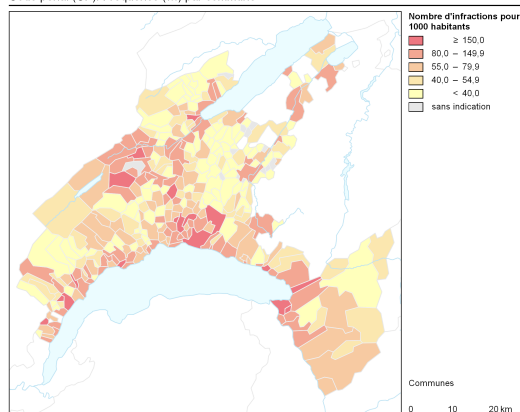 Nombre d'infractions pour
1000 habitants
≥ 150,0
80,0 – 149,9
55,0 – 79,9
40,0 – 54,9
< 40,0
sans indication
Communes
0 10 20 km